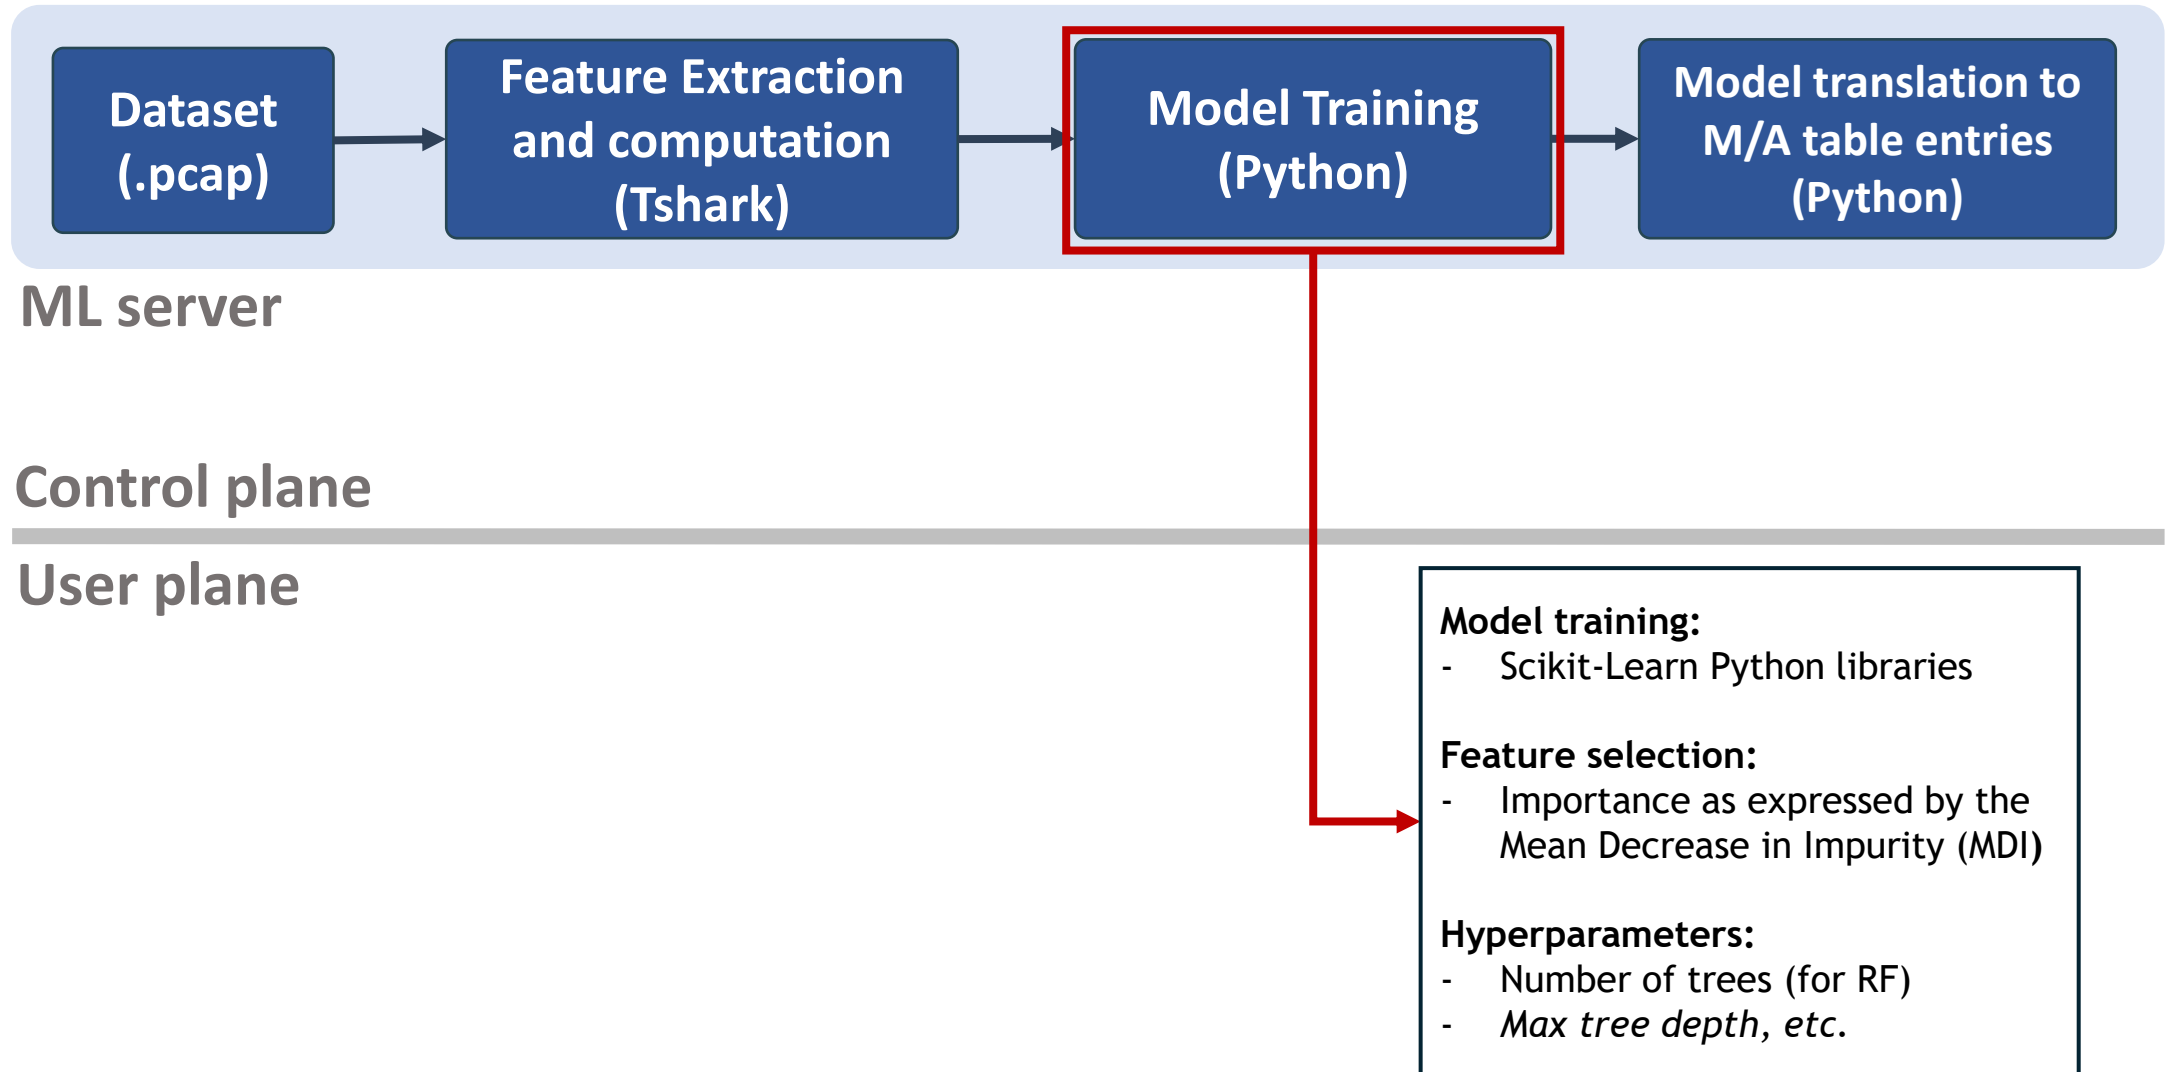 Dataset
(.pcap)
Feature Extraction
and computation
(Tshark)
Model Training
(Python)
Model translation to
M/A table entries
(Python)
ML server
Control plane
User plane
Model training:
- Scikit-Learn Python libraries
Feature selection:
- Importance as expressed by the
Mean Decrease in Impurity (MDI)
Hyperparameters:
- Number of trees (for RF)
- Max tree depth, etc.